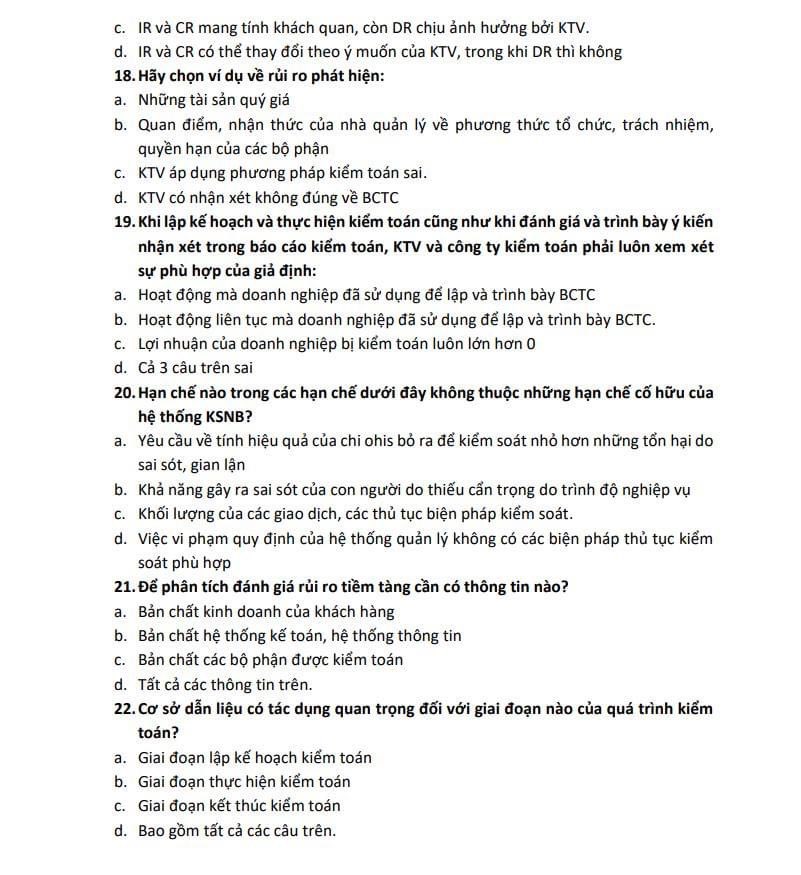 c. IR và CR mang tính khách quan, còn DR chịu ảnh hưởng bởi KTV.
d. IR và CR có thể thay đổi theo ý muốn của KTV, trong khi DR thì không
18. Hãy chọn ví dụ về rủi ro phát hiện:
a. Những tài sản quý giá
b. Quan điểm, nhận thức của nhà quản lý về phương thức tổ chức, trách nhiệm,
quyền hạn của các bộ phận
c. KTV áp dụng phương pháp kiểm toán sai.
d. KTV có nhận xét không đúng về BCTC
19. Khi lập kế hoạch và thực hiện kiểm toán cũng như khi đánh giá và trình bày ý kiến
nhận xét trong báo cáo kiểm toán, KTV và công ty kiểm toán phải luôn xem xét
sự phù hợp của giả định:
a. Hoạt động mà doanh nghiệp đã sử dụng để lập và trình bày BCTC
b. Hoạt động liên tục mà doanh nghiệp đã sử dụng để lập và trình bày BCTC.
c. Lợi nhuận của doanh nghiệp bị kiểm toán luôn lớn hơn 0
d. Cả 3 câu trên sai
20. Hạn chế nào trong các hạn chế dưới đây không thuộc những hạn chế cố hữu của
hệ thống KSNB?
a. Yêu cầu về tính hiệu quả của chi ohis bỏ ra để kiểm soát nhỏ hơn những tổn hại do
sai sót, gian lận
b. Khả năng gây ra sai sót của con người do thiếu cẩn trọng do trình độ nghiệp vụ
c. Khối lượng của các giao dịch, các thủ tục biện pháp kiểm soát.
d. Việc vi phạm quy định của hệ thống quản lý không có các biện pháp thủ tục kiểm
soát phù hợp
21. Để phân tích đánh giá rủi ro tiềm tàng cần có thông tin nào?
a. Bản chất kinh doanh của khách hàng
b. Bản chất hệ thống kế toán, hệ thống thông tin
c. Bản chất các bộ phận được kiểm toán
d. Tất cả các thông tin trên.
22. Cơ sở dẫn liệu có tác dụng quan trọng đối với giai đoạn nào của quá trình kiểm
toán?
a. Giai đoạn lập kế hoạch kiểm toán
b. Giai đoạn thực hiện kiểm toán
c. Giai đoạn kết thúc kiểm toán
d. Bao gồm tất cả các câu trên.